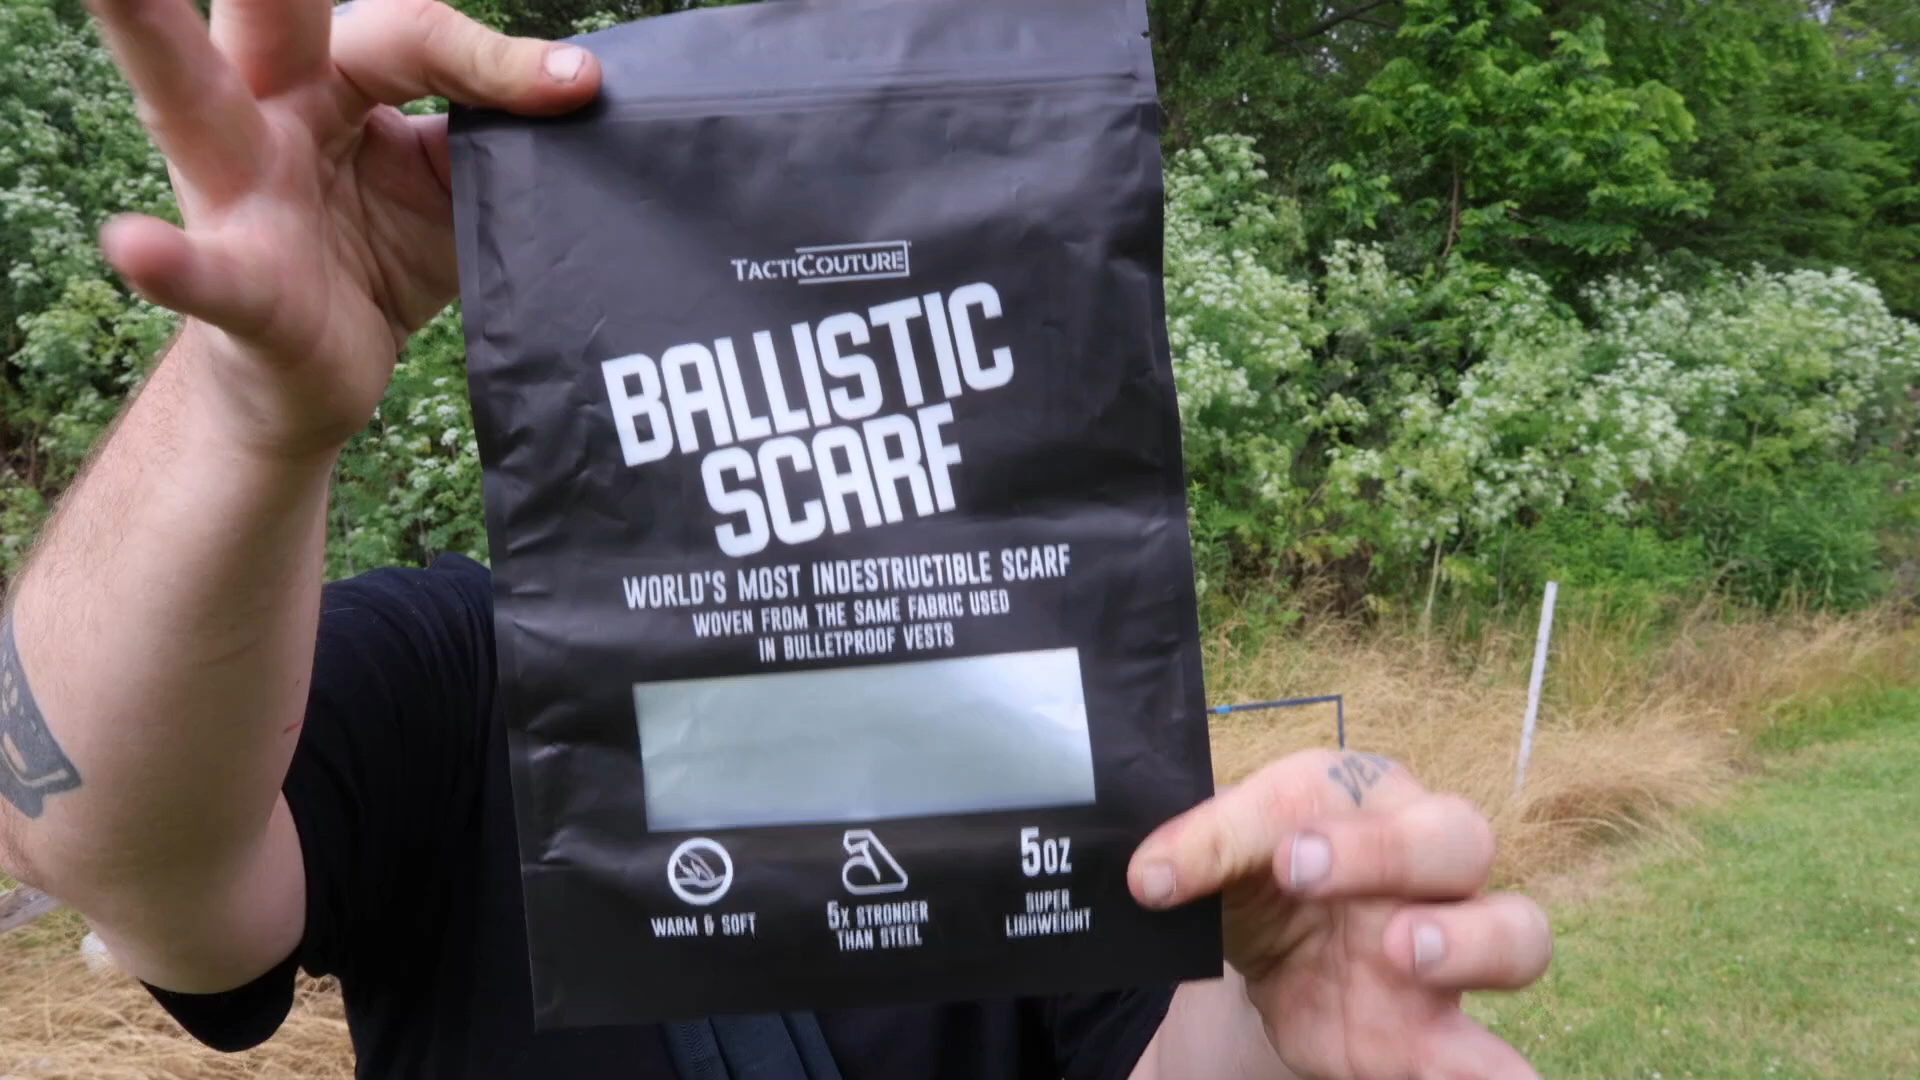 TACTICOUTURE
BALLISTIC
SCARF
WORLD'S MOST INDESTRUCTIBLE SCARF
WOVEN FROM THE SAME FABRIC USED
IN BULLETPROOF VESTS
WARM & SOFT
5X STRONGER
THAN STEEL
5OZ
SUPER
LIGHWEIGHT